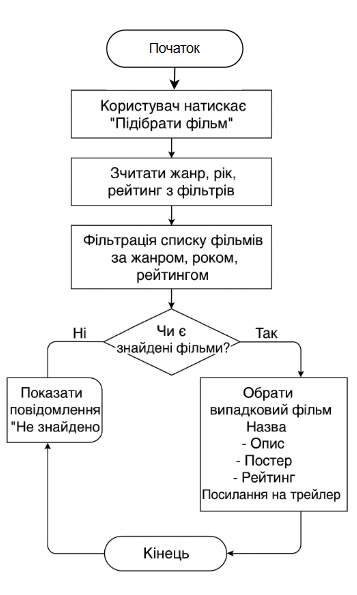 Початок
Користувач натискає
"Підібрати фільм"
Зчитати жанр, рік,
рейтинг з фільтрів
Фільтрація списку фільмів
за жанром, роком,
рейтингом
Чи є
знайдені фільми?
Ні
Так
Показати
повідомлення
"Не знайдено
Обрати
випадковий фільм
Назва
- Опис
- Постер
- Рейтинг
Посилання на трейлер
Кінець